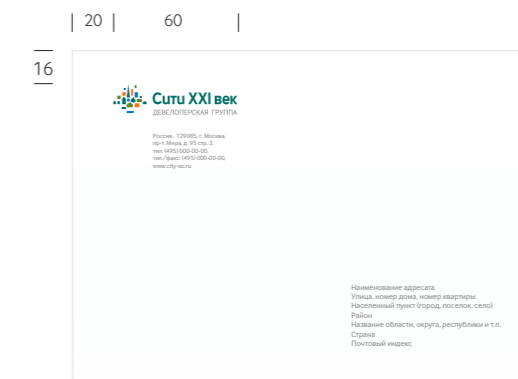 20 60
16
Сити XXI век
ДЕВЕЛОПЕРСКАЯ ГРУППА
Россия, 129085, г. Москва,
пр-т. Мира, д. 95 стр. 3,
тел: (495) 000-00-00,
тел./факс: (495) 000-00-00,
www.city-xxi.ru
Наименование адресата
Улица, номер дома, номер квартиры
Населенный пункт (город, поселок, село)
Район
Название области, округа, республики и т.п.
Страна
Почтовый индекс